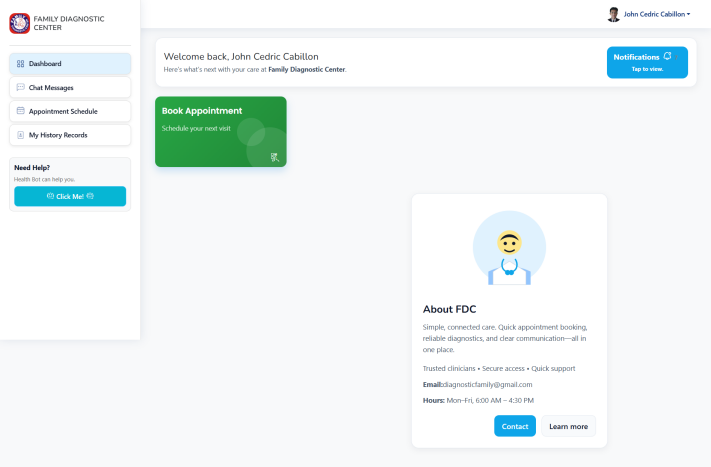 FAMILY DIAGNOSTIC
CENTER
John Cedric Cabillon
Dashboard
Chat Messages
Appointment Schedule
My History Records
Need Help?
Health Bot can help you.
Click Me!
Welcome back, John Cedric Cabillon
Here's what's next with your care at Family Diagnostic Center.
Notifications
Tap to view.
Book Appointment
Schedule your next visit
About FDC
Simple, connected care. Quick appointment booking,
reliable diagnostics, and clear communication—all in
one place.
Trusted clinicians • Secure access • Quick support
Email:diagnosticfamily@gmail.com
Hours: Mon–Fri, 6:00 AM – 4:30 PM
Contact
Learn more